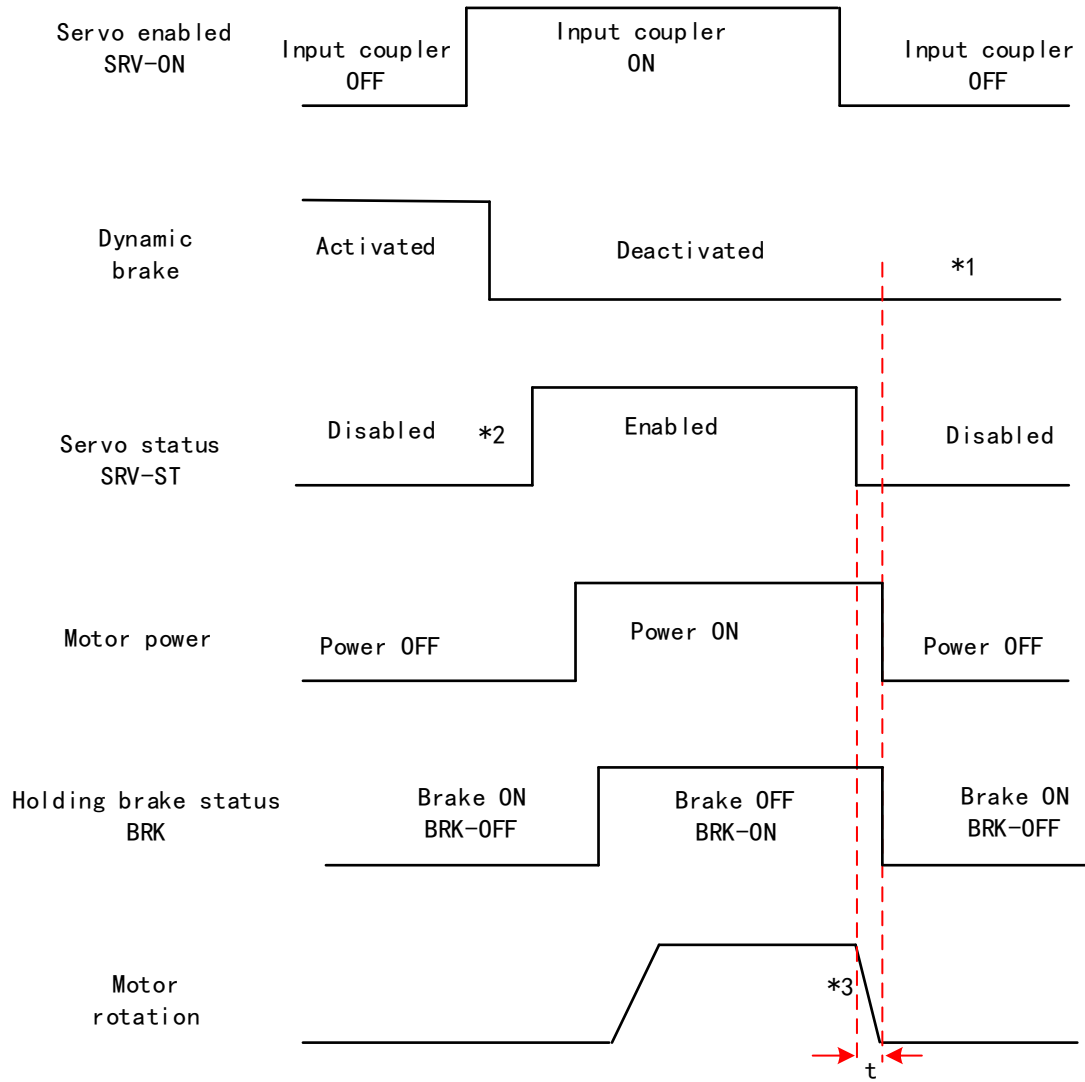 Servo enabled
SRV-ON
Input coupler
OFF
Input coupler
ON
Input coupler
OFF
Dynamic
brake
Activated
Deactivated
*1
Servo status
SRV-ST
Disabled
*2
Enabled
Disabled
Motor power
Power OFF
Power ON
Power OFF
Holding brake status
BRK
Brake ON
BRK-OFF
Brake OFF
BRK-ON
Brake ON
BRK-OFF
Motor
rotation
*3
t